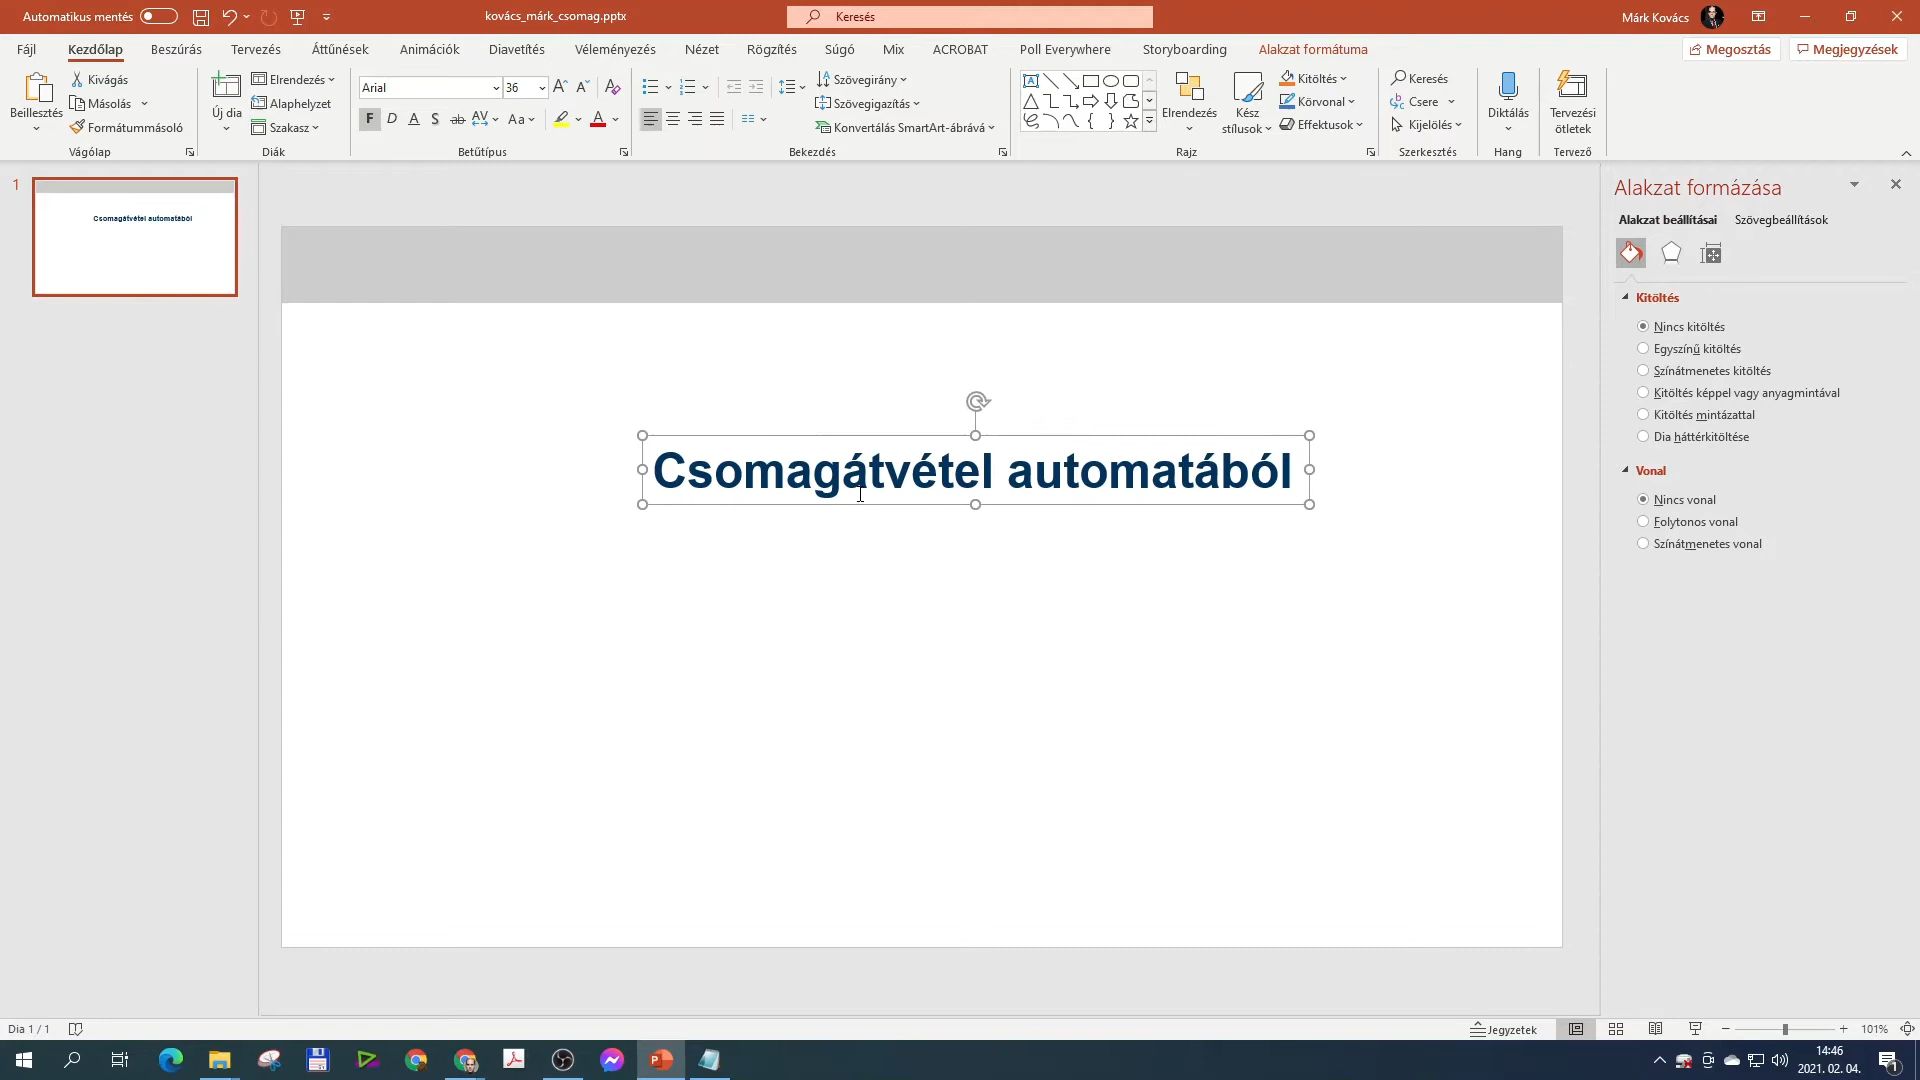 Automatikus mentés
kovács_márk_csomag.pptx
Keresés
Márk Kovács
Fájl Kezdőlap Beszúrás Tervezés Áttűnések Animációk Diavetítés Véleményezés Nézet Rögzítés Súgó Mix ACROBAT Poll Everywhere Storyboarding Alakzat formátuma Megosztás Megjegyzések
Beillesztés
Kivágás
Másolás
Formátummásoló
Vágólap
Új dia
Elrendezés
Alaphelyzet
Szakasz
Diák
Arial 36
F D A S ab AV Aa A
Betűtípus
Szövegirány
Szövegigazítás
Konvertálás SmartArt-ábrává
Bekezdés
Elrendezés
Kész stílusok
Kitöltés
Körvonal
Effektusok
Rajz
Keresés
Csere
Kijelölés
Szerkesztés
Diktálás
Hang
Tervezési ötletek
Tervező
1
Csomagátvétel automatából
Csomagátvétel automatából
Alakzat formázása
Alakzat beállításai Szövegbeállítások
Kitöltés
Nincs kitöltés
Egyszínű kitöltés
Színátmenetes kitöltés
Kitöltés képpel vagy anyagmintával
Kitöltés mintázattal
Dia háttérkitöltése
Vonal
Nincs vonal
Folytonos vonal
Színátmenetes vonal
Dia 1 / 1
Jegyzetek
101%
14:46
2021. 02. 04.
1